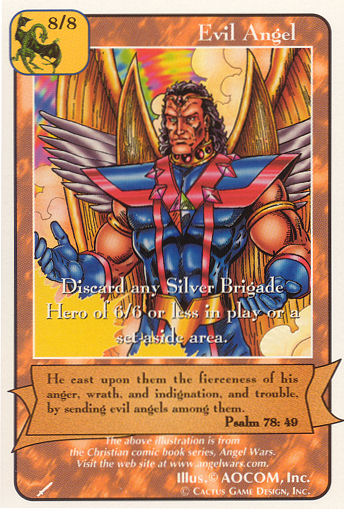 8/8
Evil Angel
Discard any Silver Brigade
Hero of 6/6 or less in play or a
set-aside area.
He cast upon them the fierceness of his
anger, wrath, and indignation, and trouble,
by sending evil angels among them.
Psalm 78: 49
The above illustration is from
the Christian comic book series, Angel Wars.
Visit the web site at www.angelwars.com.
Illus.© AOCOM, Inc.
© Cactus Game Design, Inc.